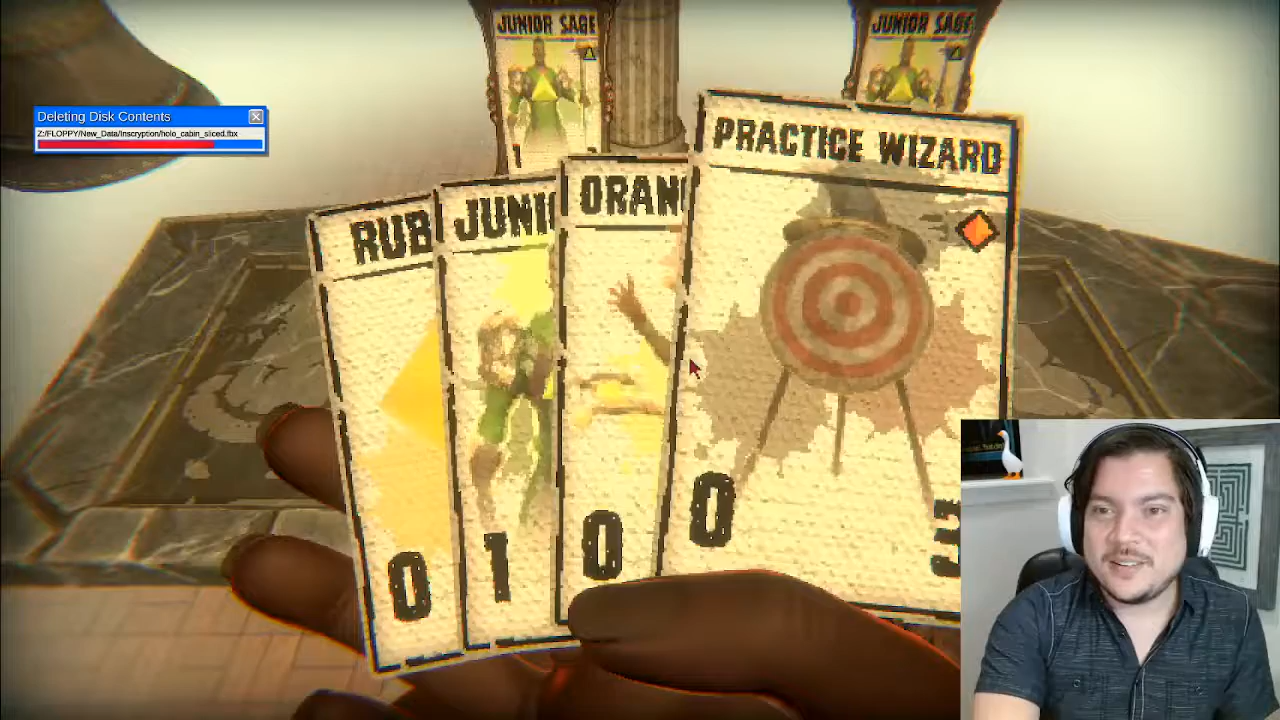 JUNIOR SAGE
JUNIOR SAGE
Deleting Disk Contents
Z:/FLOPPY/New_Data/Inscryption/holo_cabin_sliced.fbx
PRACTICE WIZARD
ORAN
JUNI
RUB
1
0
0
1
0